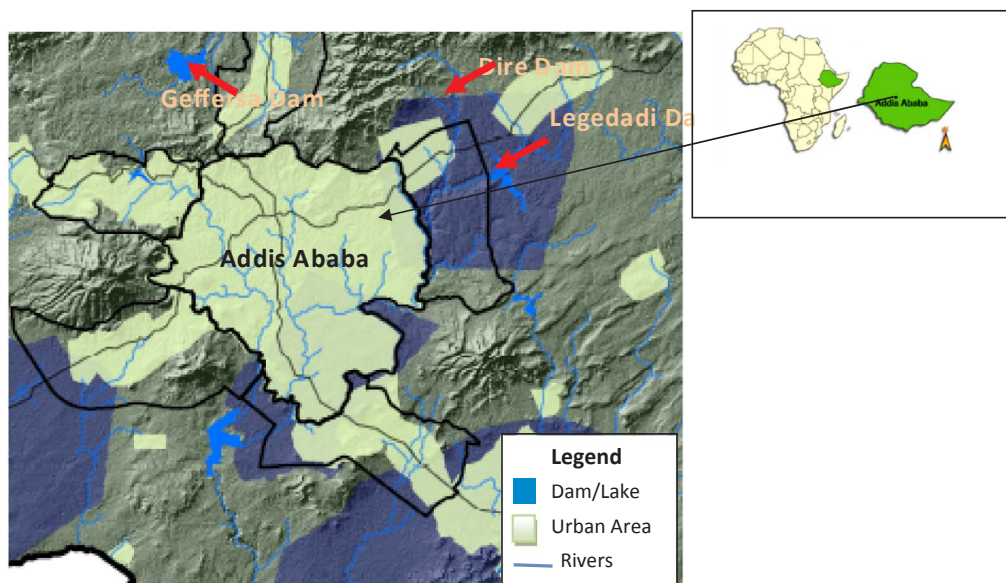 Dire Dam
Geffersa Dam
Legedadi Da
Addis Ababa
Addis Ababa
Legend
Dam/Lake
Urban Area
Rivers